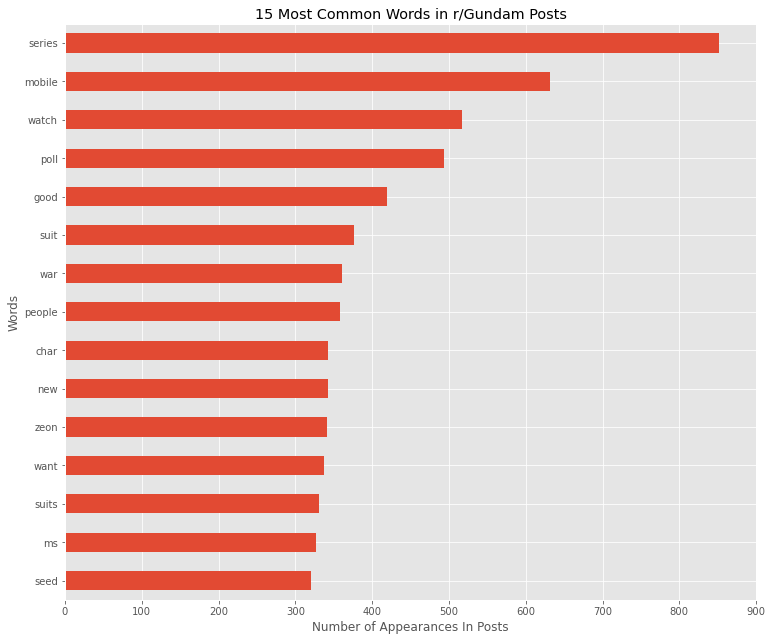 15 Most Common Words in r/Gundam Posts
series
mobile
watch
poll
good
suit
war
people
char
new
zeon
want
suits
ms
seed
Words
0 100 200 300 400 500 600 700 800 900
Number of Appearances In Posts